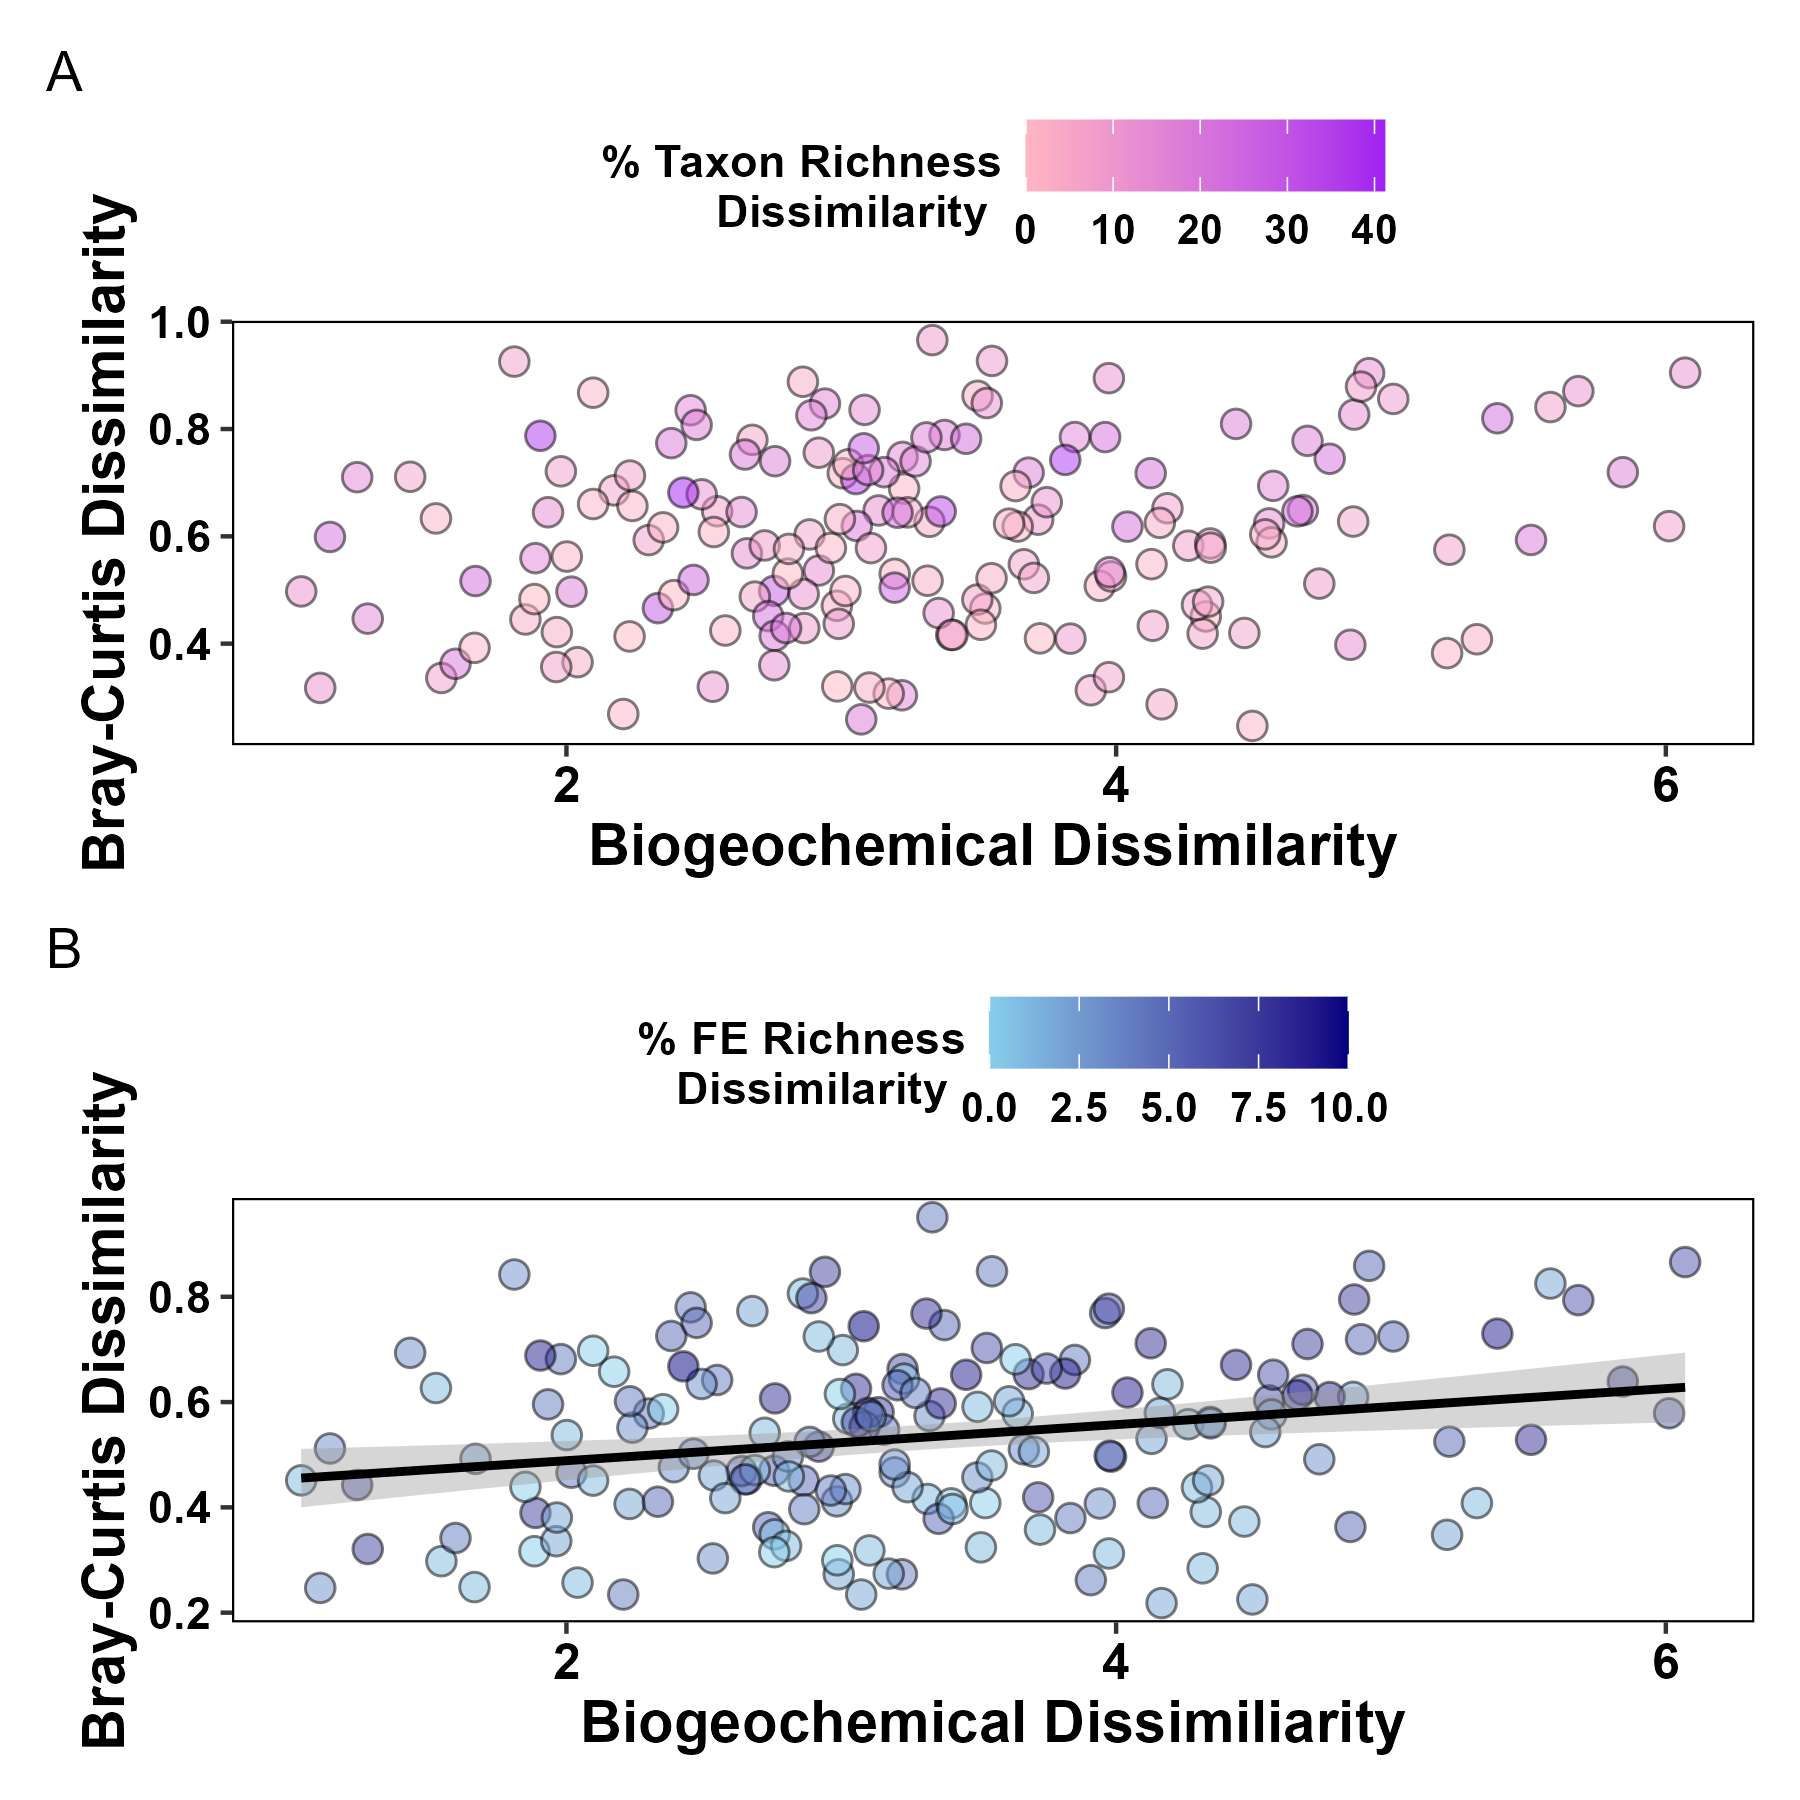 A
% Taxon Richness
Dissimilarity
0 10 20 30 40
Bray-Curtis Dissimilarity
1.0
0.8
0.6
0.4
2 4 6
Biogeochemical Dissimilarity
B
% FE Richness
Dissimilarity
0.0 2.5 5.0 7.5 10.0
Bray-Curtis Dissimilarity
0.8
0.6
0.4
0.2
2 4 6
Biogeochemical Dissimiliarity